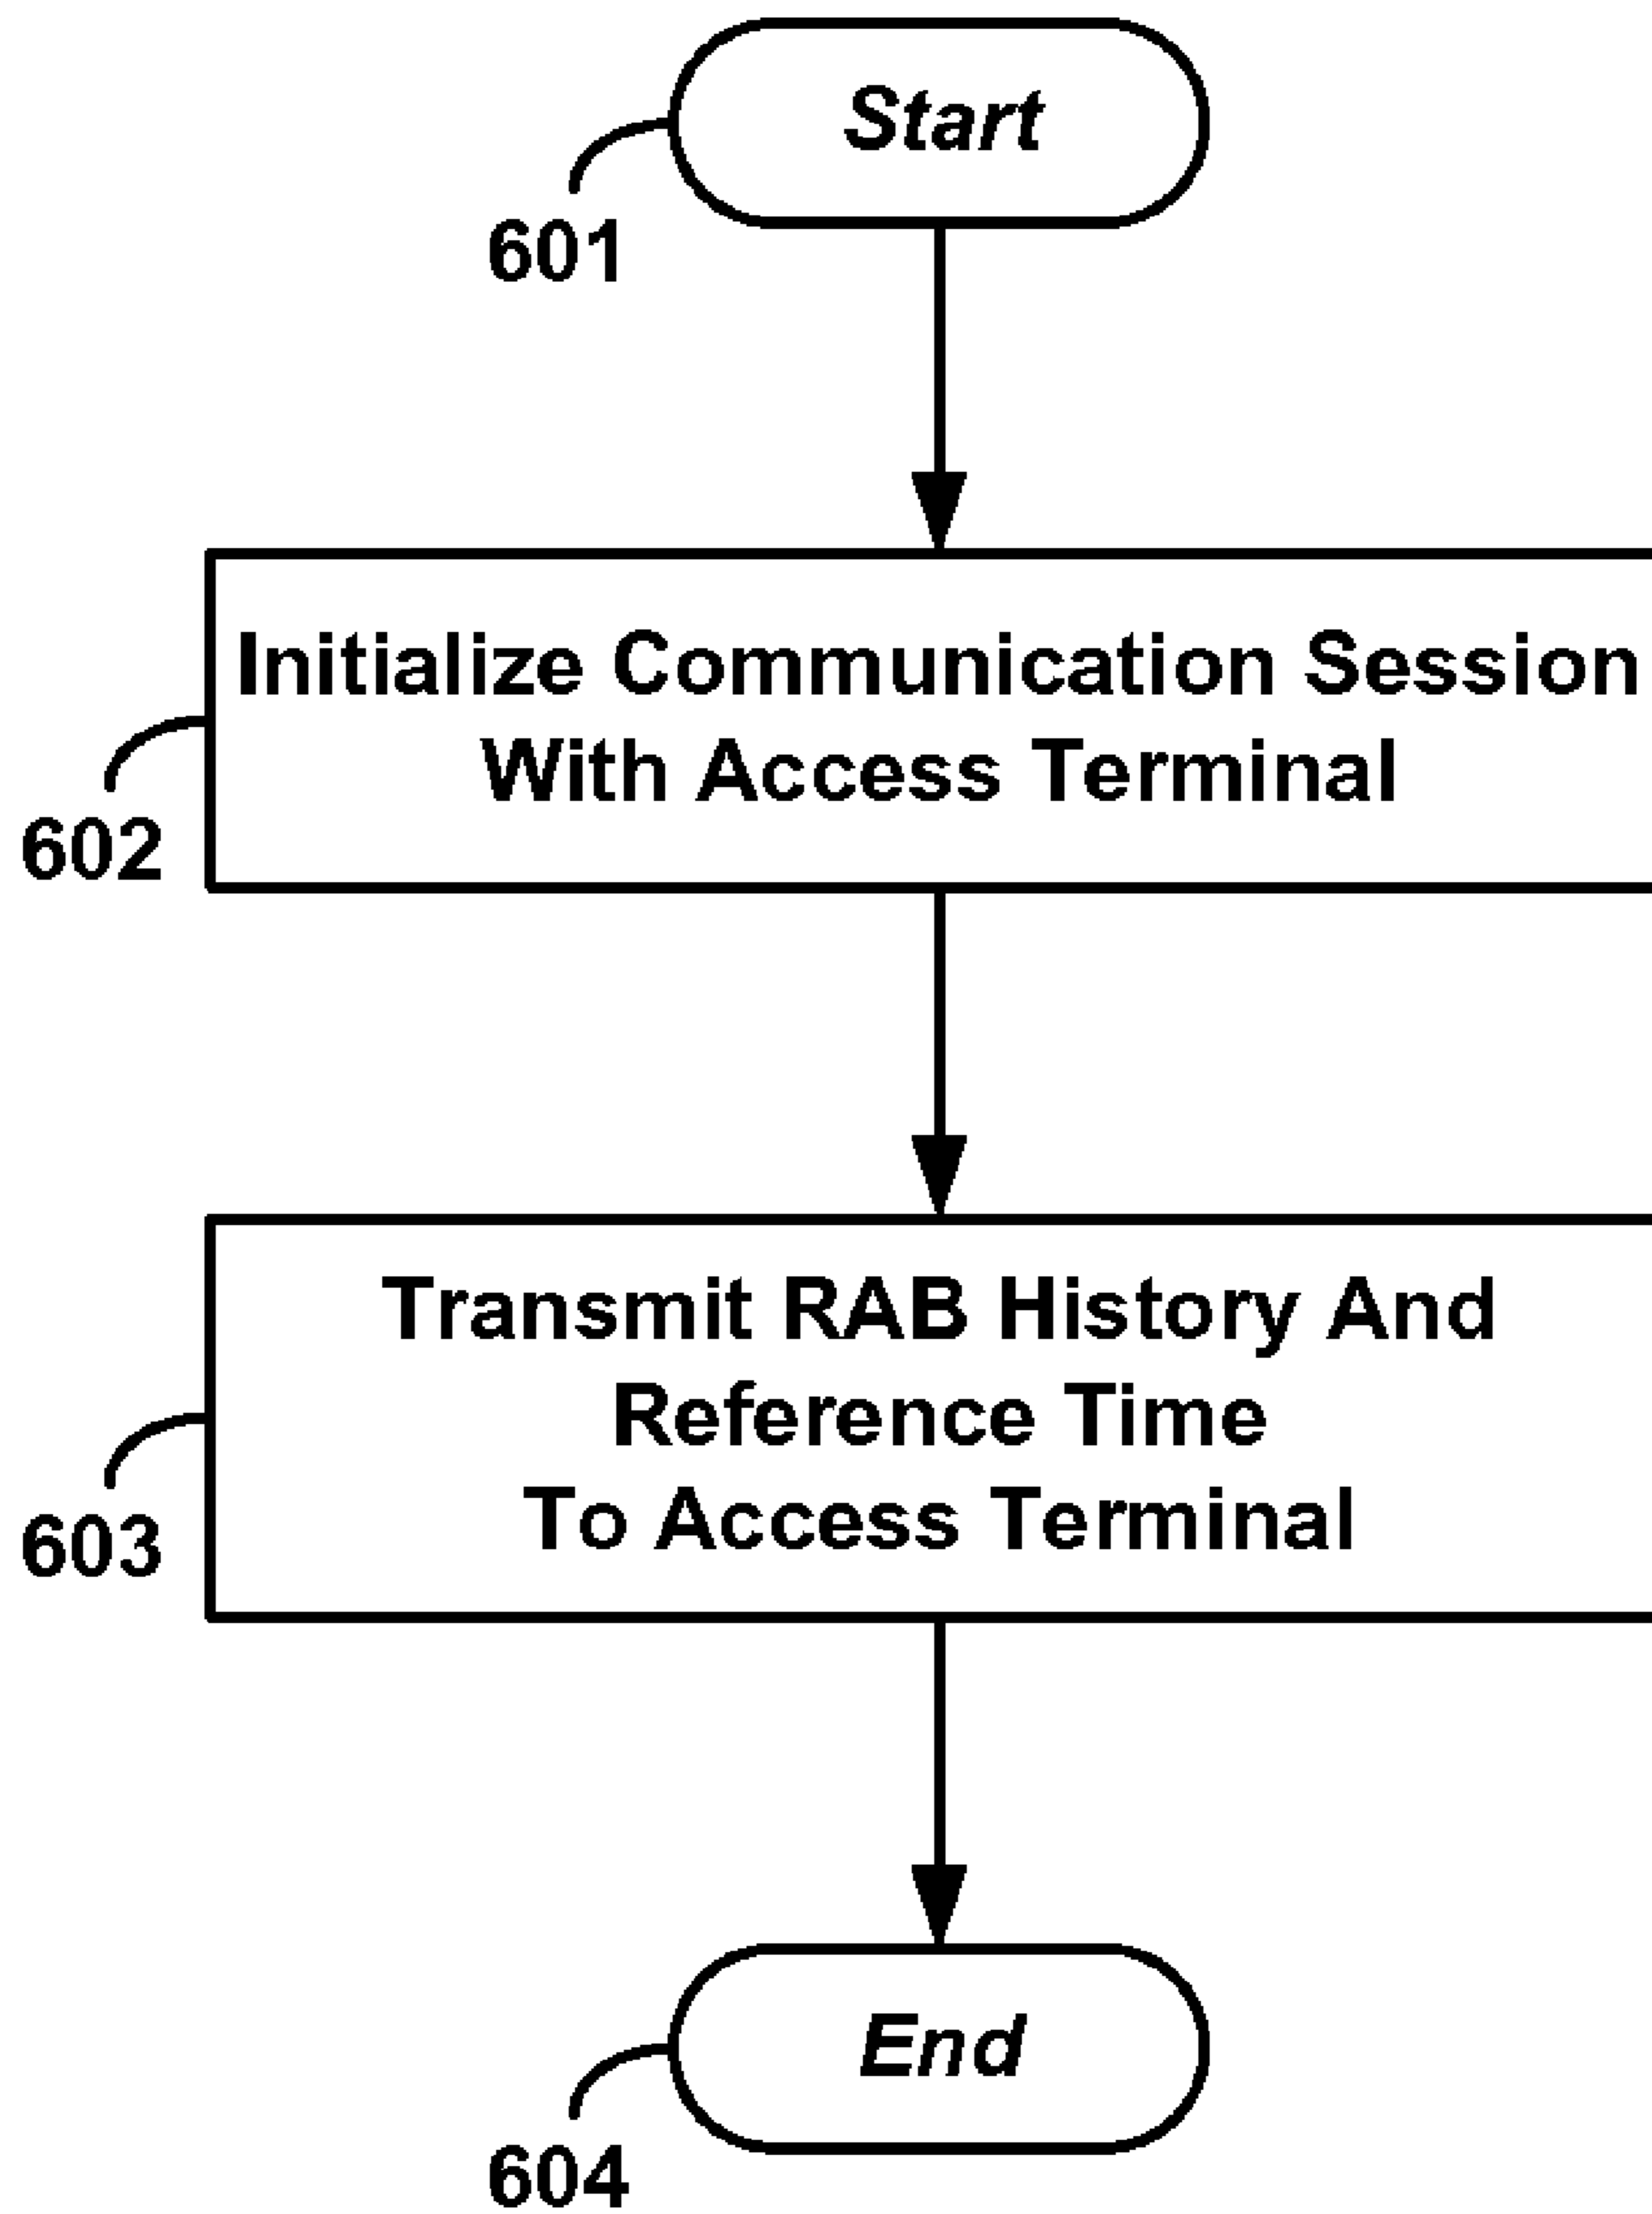 Start
601
Initialize Communication Session
With Access Terminal
602
Transmit RAB History And
Reference Time
To Access Terminal
603
End
604